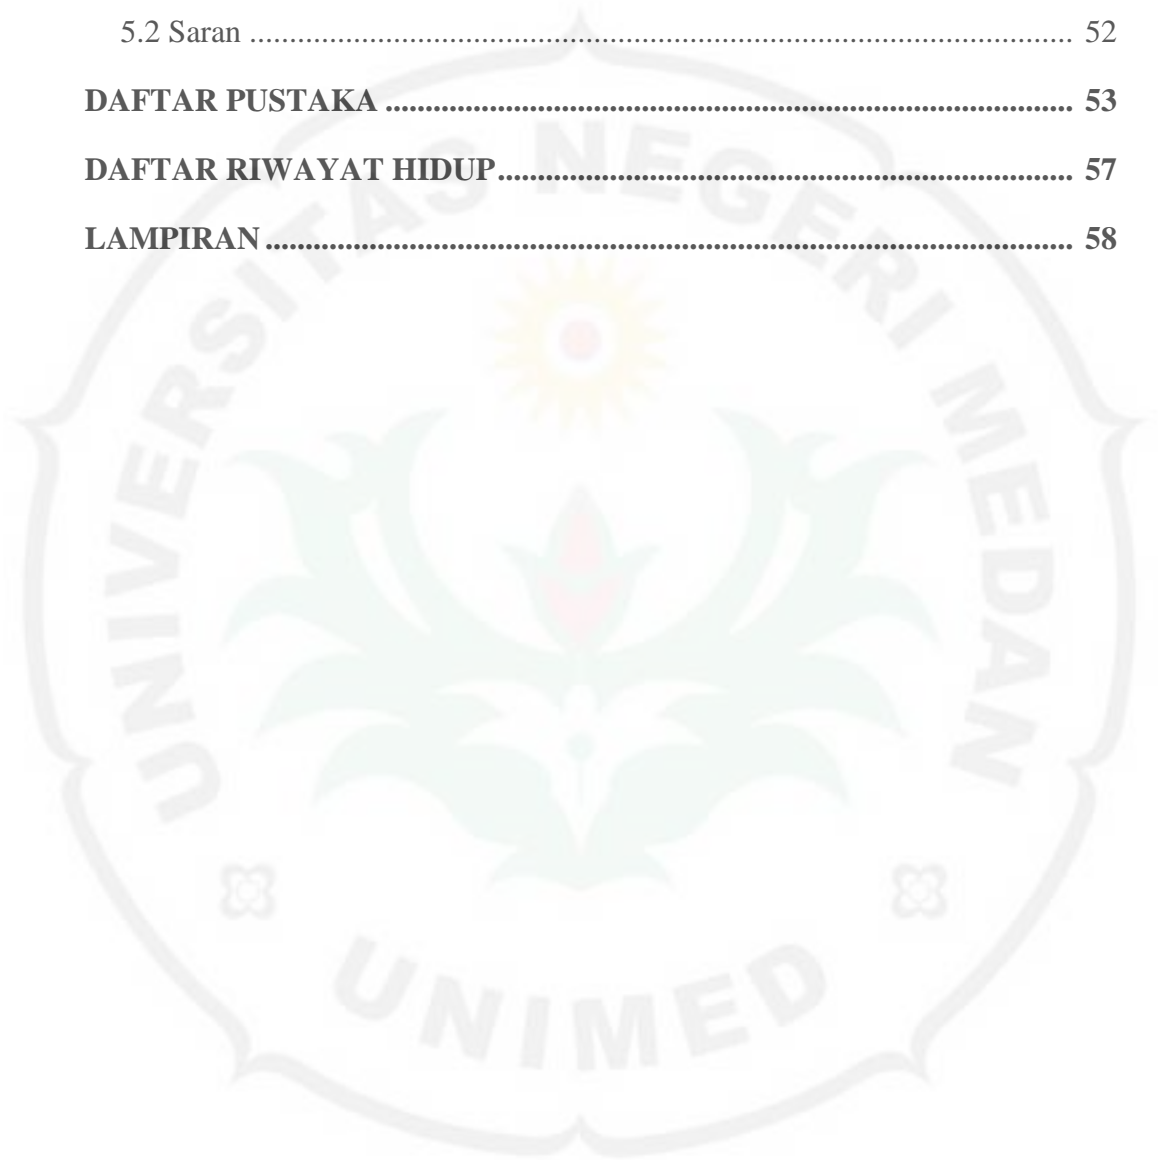 5.2 Saran ....................................................................................................... 52
DAFTAR PUSTAKA ...................................................................................... 53
DAFTAR RIWAYAT HIDUP........................................................................ 57
LAMPIRAN ..................................................................................................... 58
UNIVERSITAS NEGERI MEDAN
UNIMED